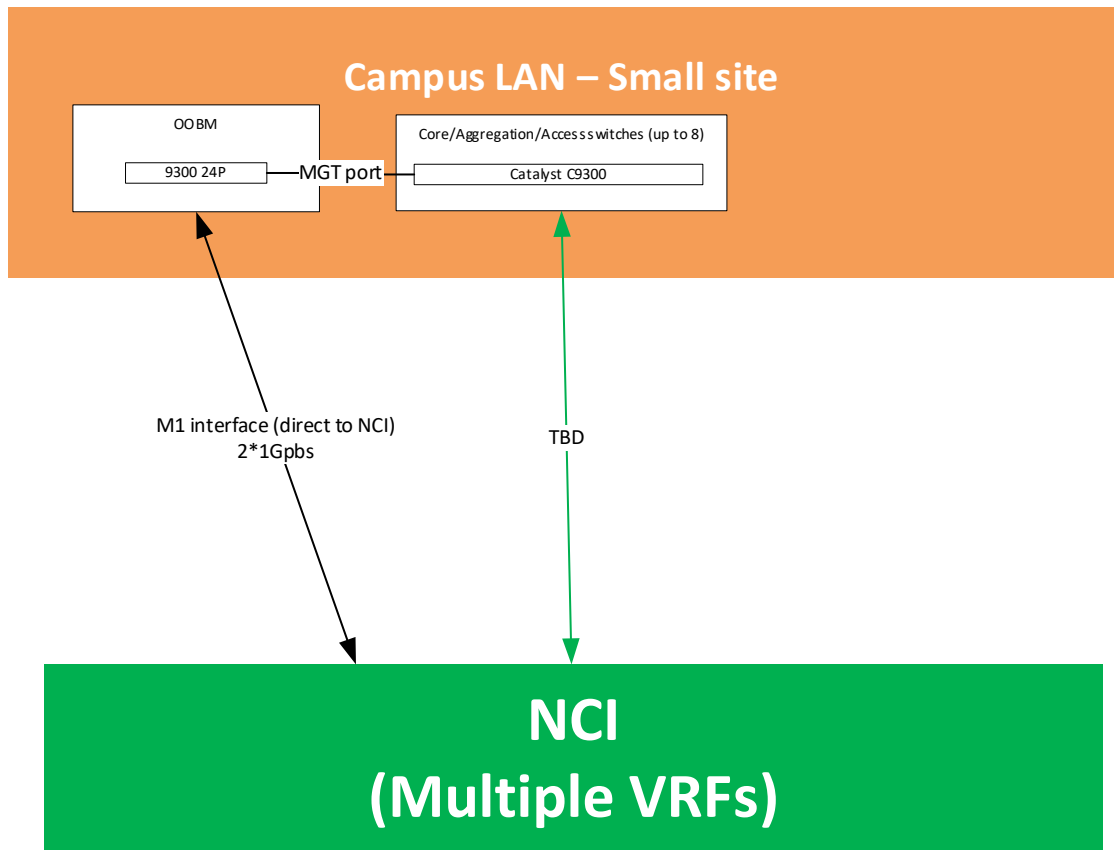 Campus LAN – Small site
OOBM
9300 24P
MGT port
Core/Aggregation/Access switches (up to 8)
Catalyst C9300
M1 interface (direct to NCI)
2*1Gpbs
TBD
NCI
(Multiple VRFs)